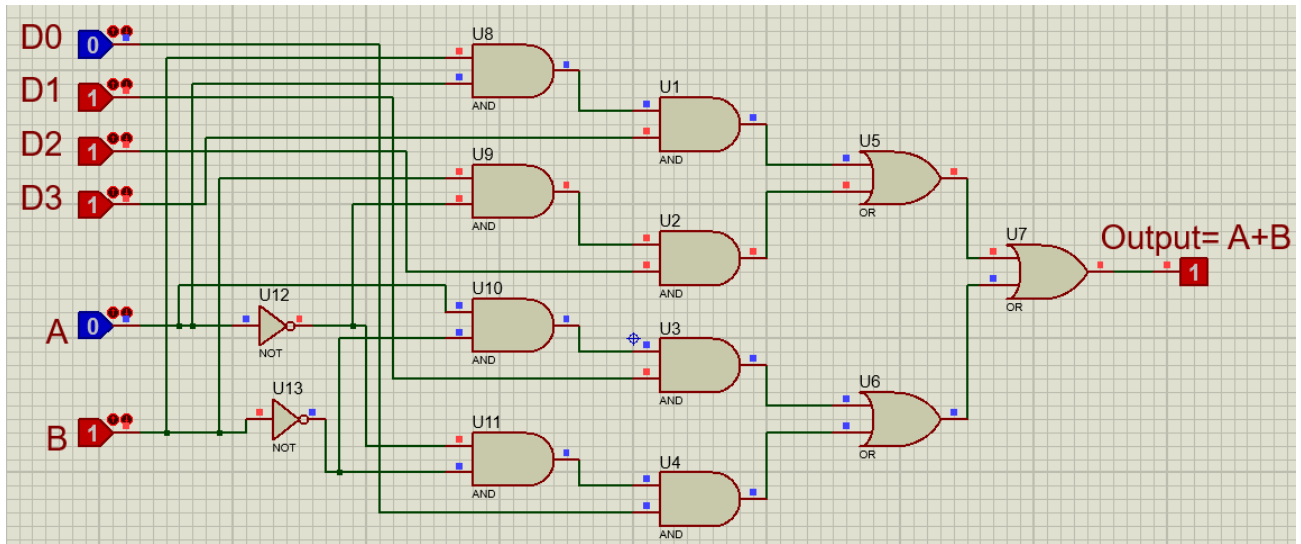 D0
0
U8
AND
D1
1
U1
AND
D2
1
U9
AND
U5
OR
D3
1
U2
AND
U7
OR
Output= A+B
1
A
0
U12
NOT
U10
AND
U3
AND
B
1
U13
NOT
U11
AND
U6
OR
U4
AND